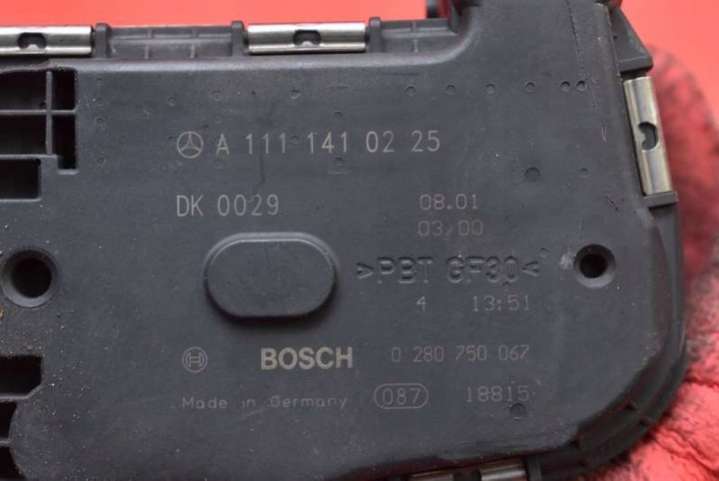 A 111 141 02 25
DK 0029 08.01
03.00
>PBT GF30<
4 13:51
BOSCH 0 280 750 067
Made in Germany 087 18815